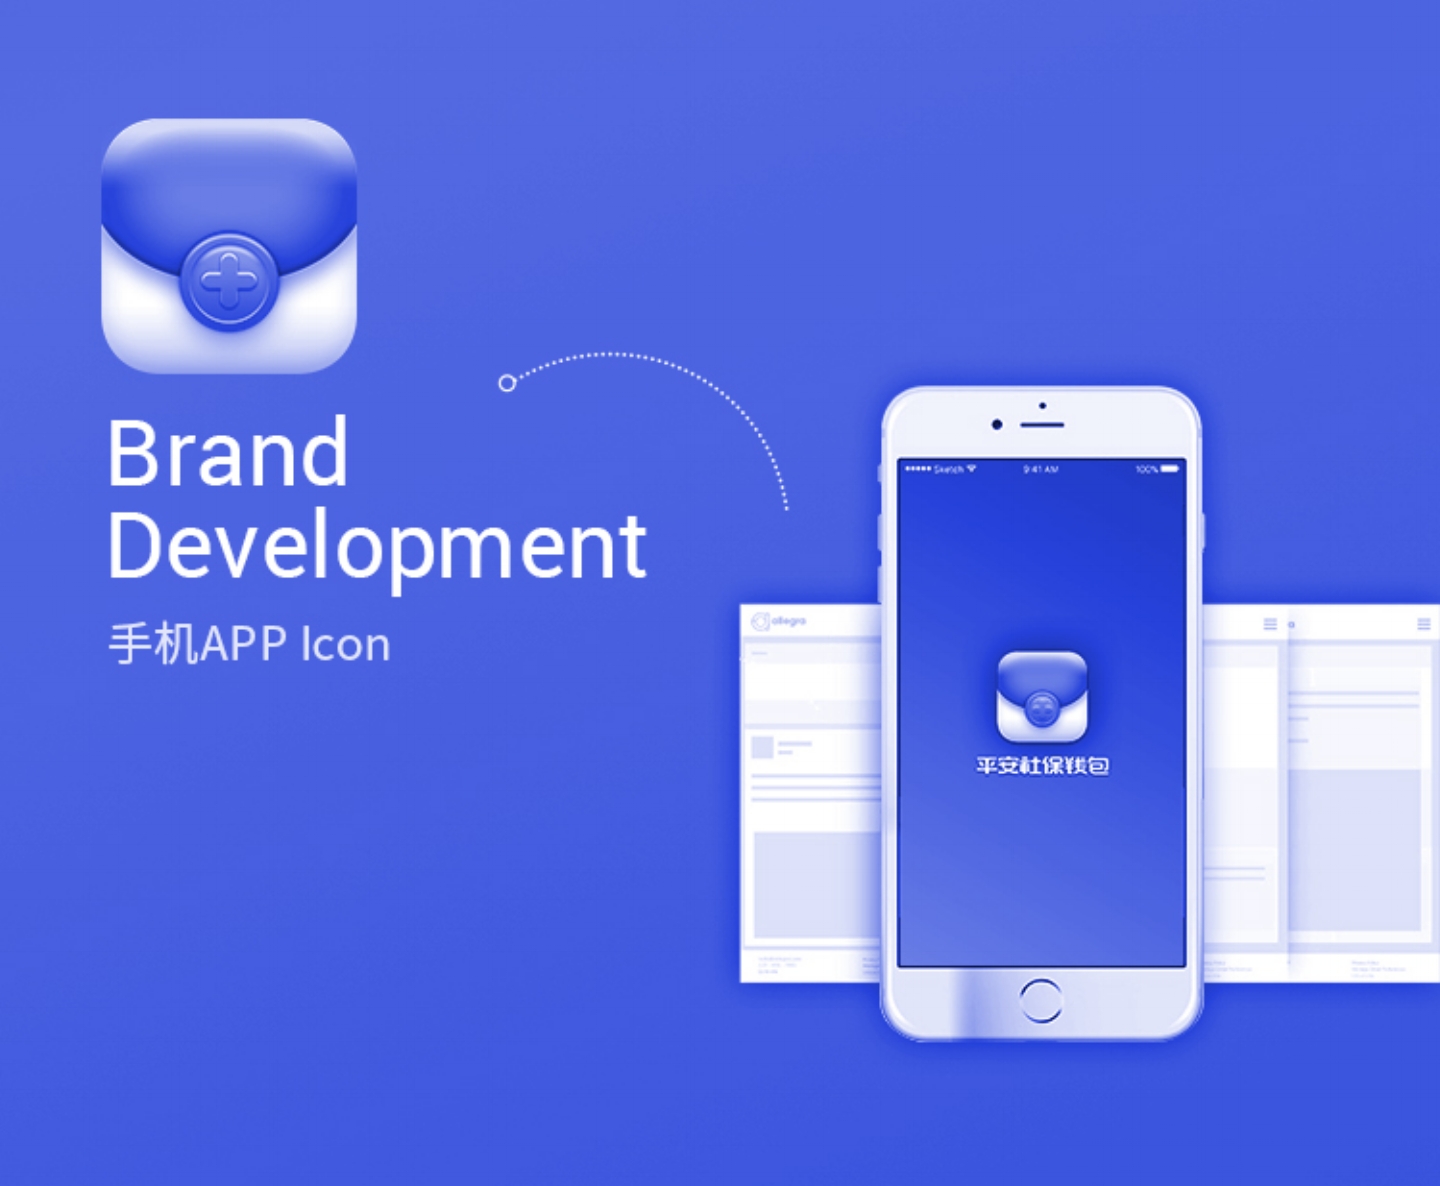 Brand
Development
手机APP Icon
Sketch
9:41 AM
100%
allegro
平安社保钱包